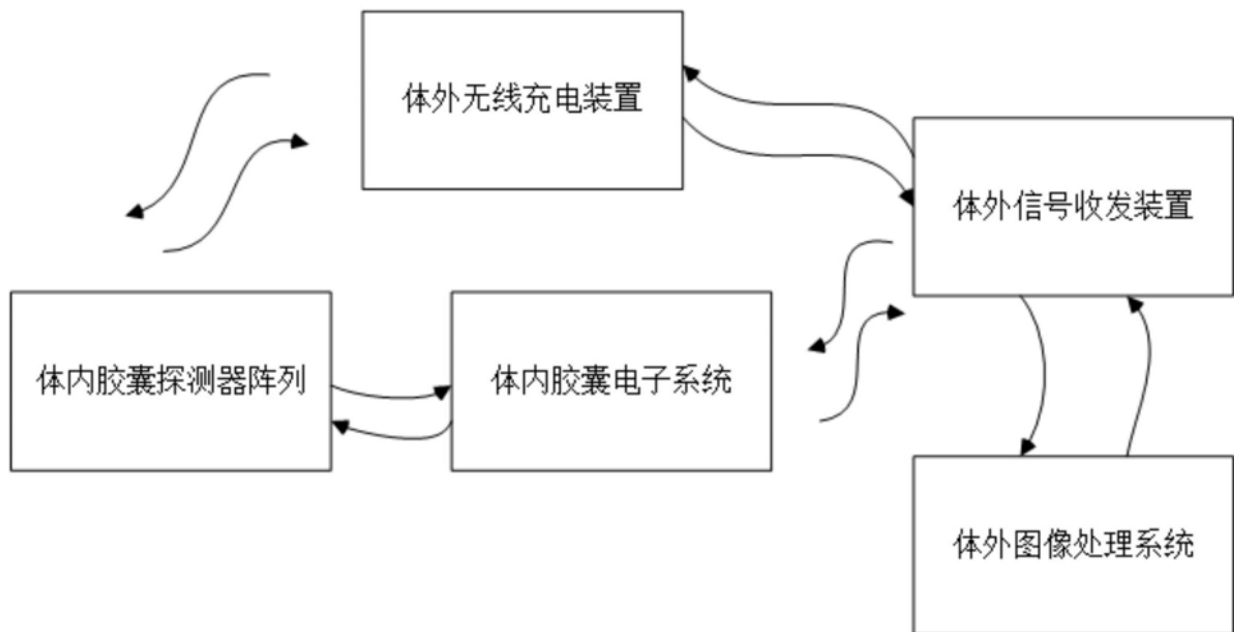 体外无线充电装置
体外信号收发装置
体内胶囊探测器阵列
体内胶囊电子系统
体外图像处理系统